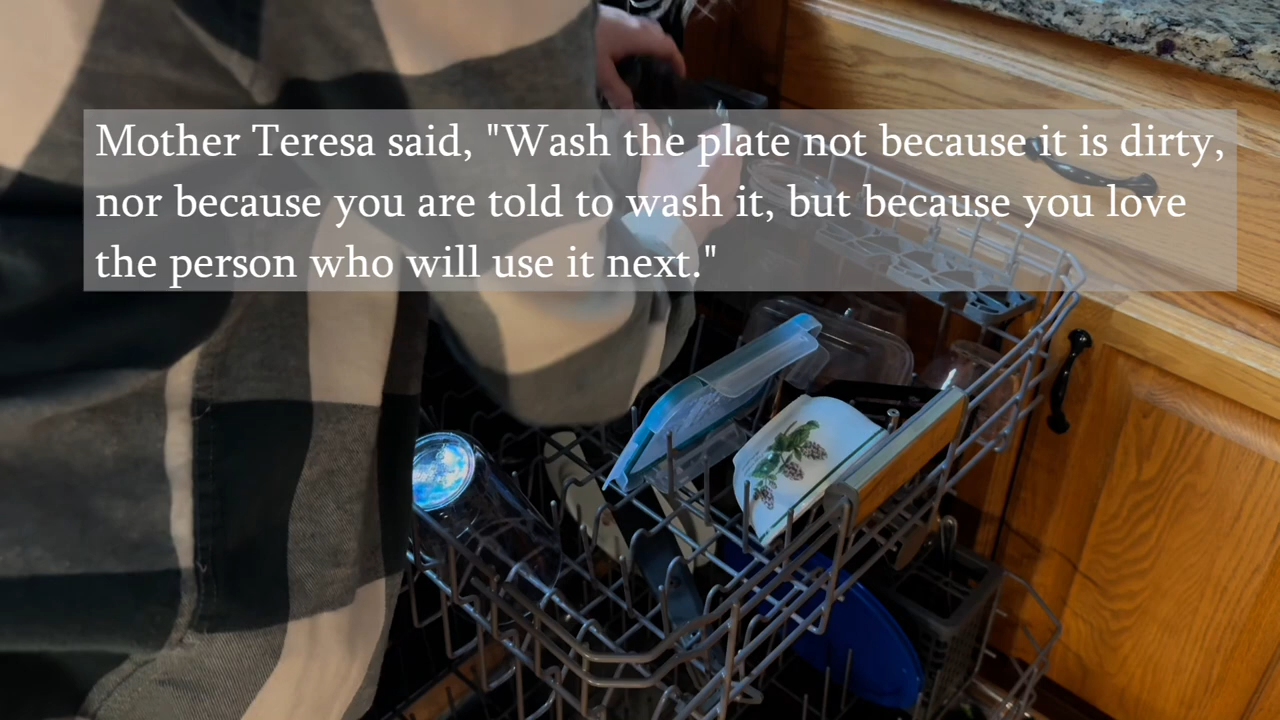 Mother Teresa said, "Wash the plate not because it is dirty,
nor because you are told to wash it, but because you love
the person who will use it next."